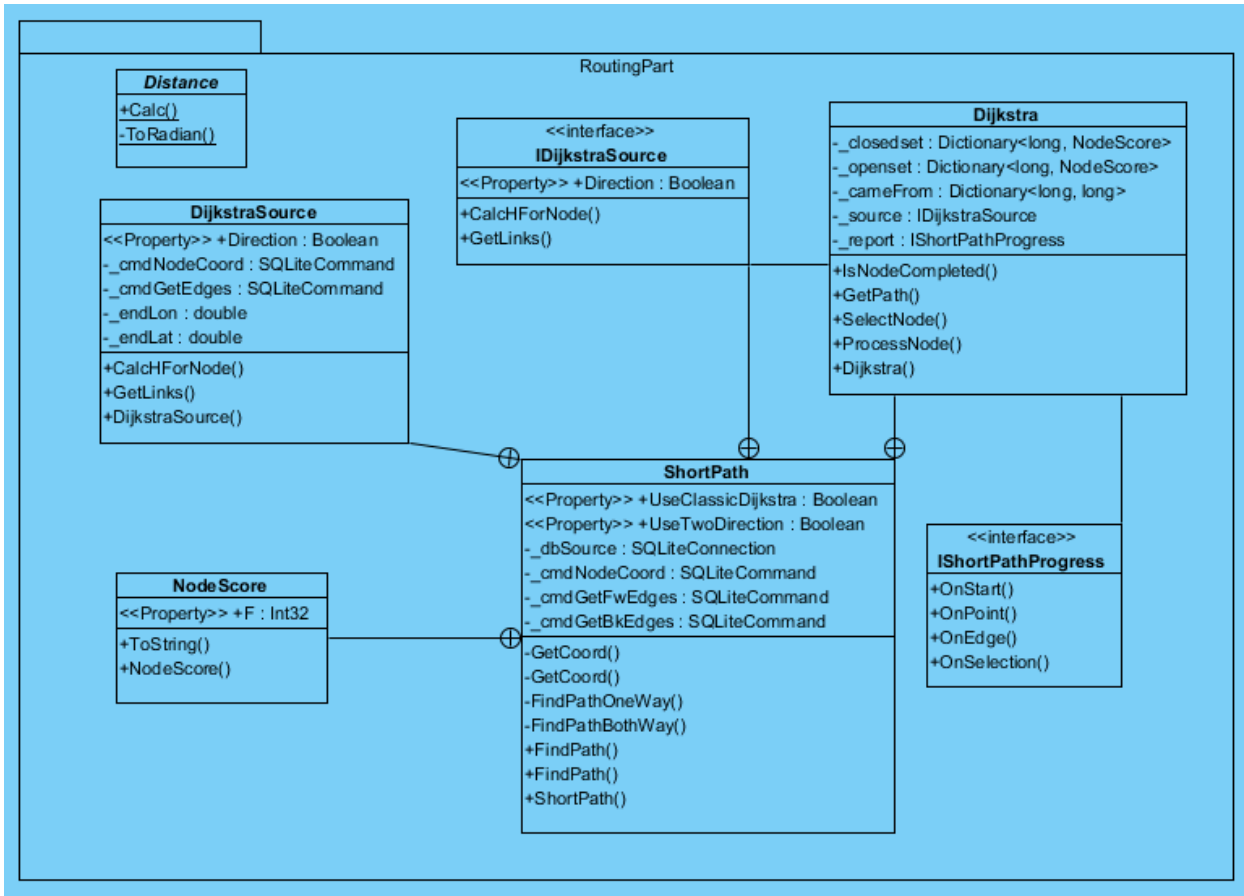 RoutingPart
Distance
+Calc()
-ToRadian()
<<interface>>
IDijkstraSource
<<Property>> +Direction : Boolean
+CalcHForNode()
+GetLinks()
Dijkstra
-_closedset : Dictionary<long, NodeScore>
-_openset : Dictionary<long, NodeScore>
-_cameFrom : Dictionary<long, long>
-_source : IDijkstraSource
-_report : IShortPathProgress
+IsNodeCompleted()
+GetPath()
+SelectNode()
+ProcessNode()
+Dijkstra()
DijkstraSource
<<Property>> +Direction : Boolean
-_cmdNodeCoord : SQLiteCommand
-_cmdGetEdges : SQLiteCommand
-_endLon : double
-_endLat : double
+CalcHForNode()
+GetLinks()
+DijkstraSource()
ShortPath
<<Property>> +UseClassicDijkstra : Boolean
<<Property>> +UseTwoDirection : Boolean
-_dbSource : SQLiteConnection
-_cmdNodeCoord : SQLiteCommand
-_cmdGetFwEdges : SQLiteCommand
-_cmdGetBkEdges : SQLiteCommand
-GetCoord()
-GetCoord()
-FindPathOneWay()
-FindPathBothWay()
+FindPath()
+FindPath()
+ShortPath()
<<interface>>
IShortPathProgress
+OnStart()
+OnPoint()
+OnEdge()
+OnSelection()
NodeScore
<<Property>> +F : Int32
+ToString()
+NodeScore()